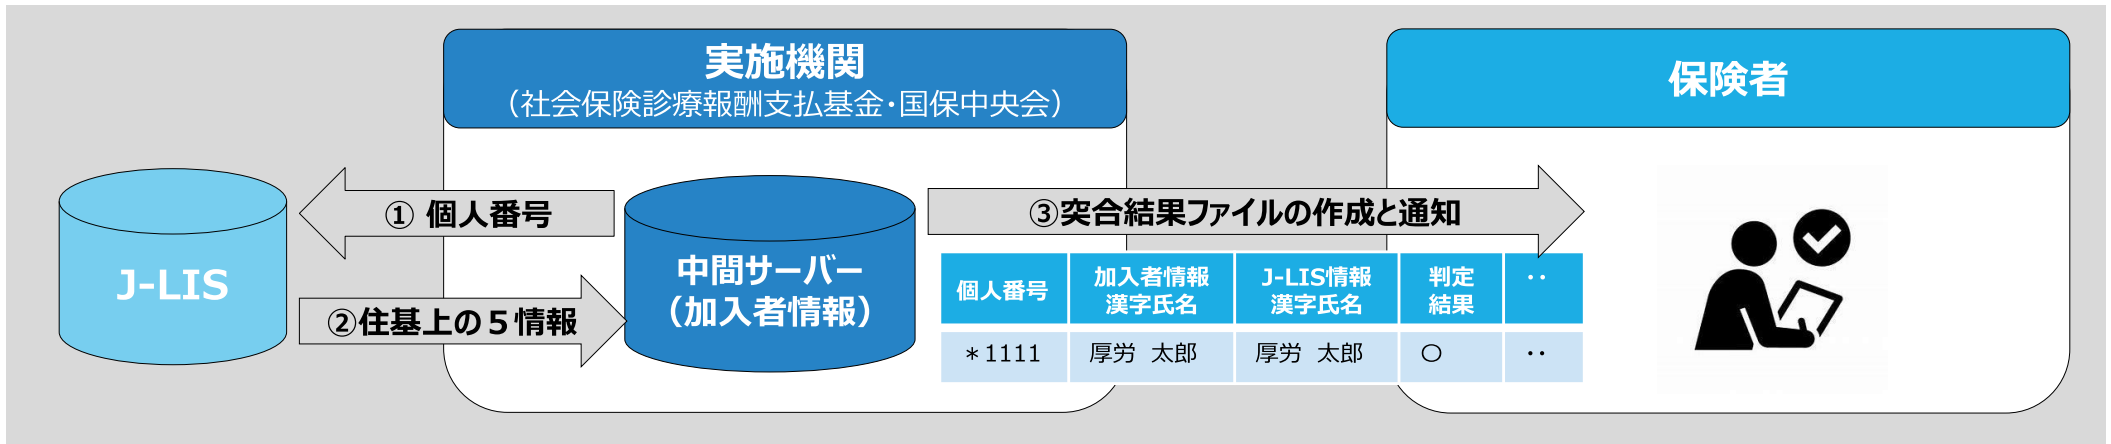 実施機関
（社会保険診療報酬支払基金・国保中央会）
保険者
J-LIS
① 個人番号
②住基上の５情報
中間サーバー
（加入者情報）
③突合結果ファイルの作成と通知
個人番号
加入者情報
漢字氏名
J-LIS情報
漢字氏名
判定
結果
‥
＊1111
厚労　太郎
厚労　太郎
〇
‥